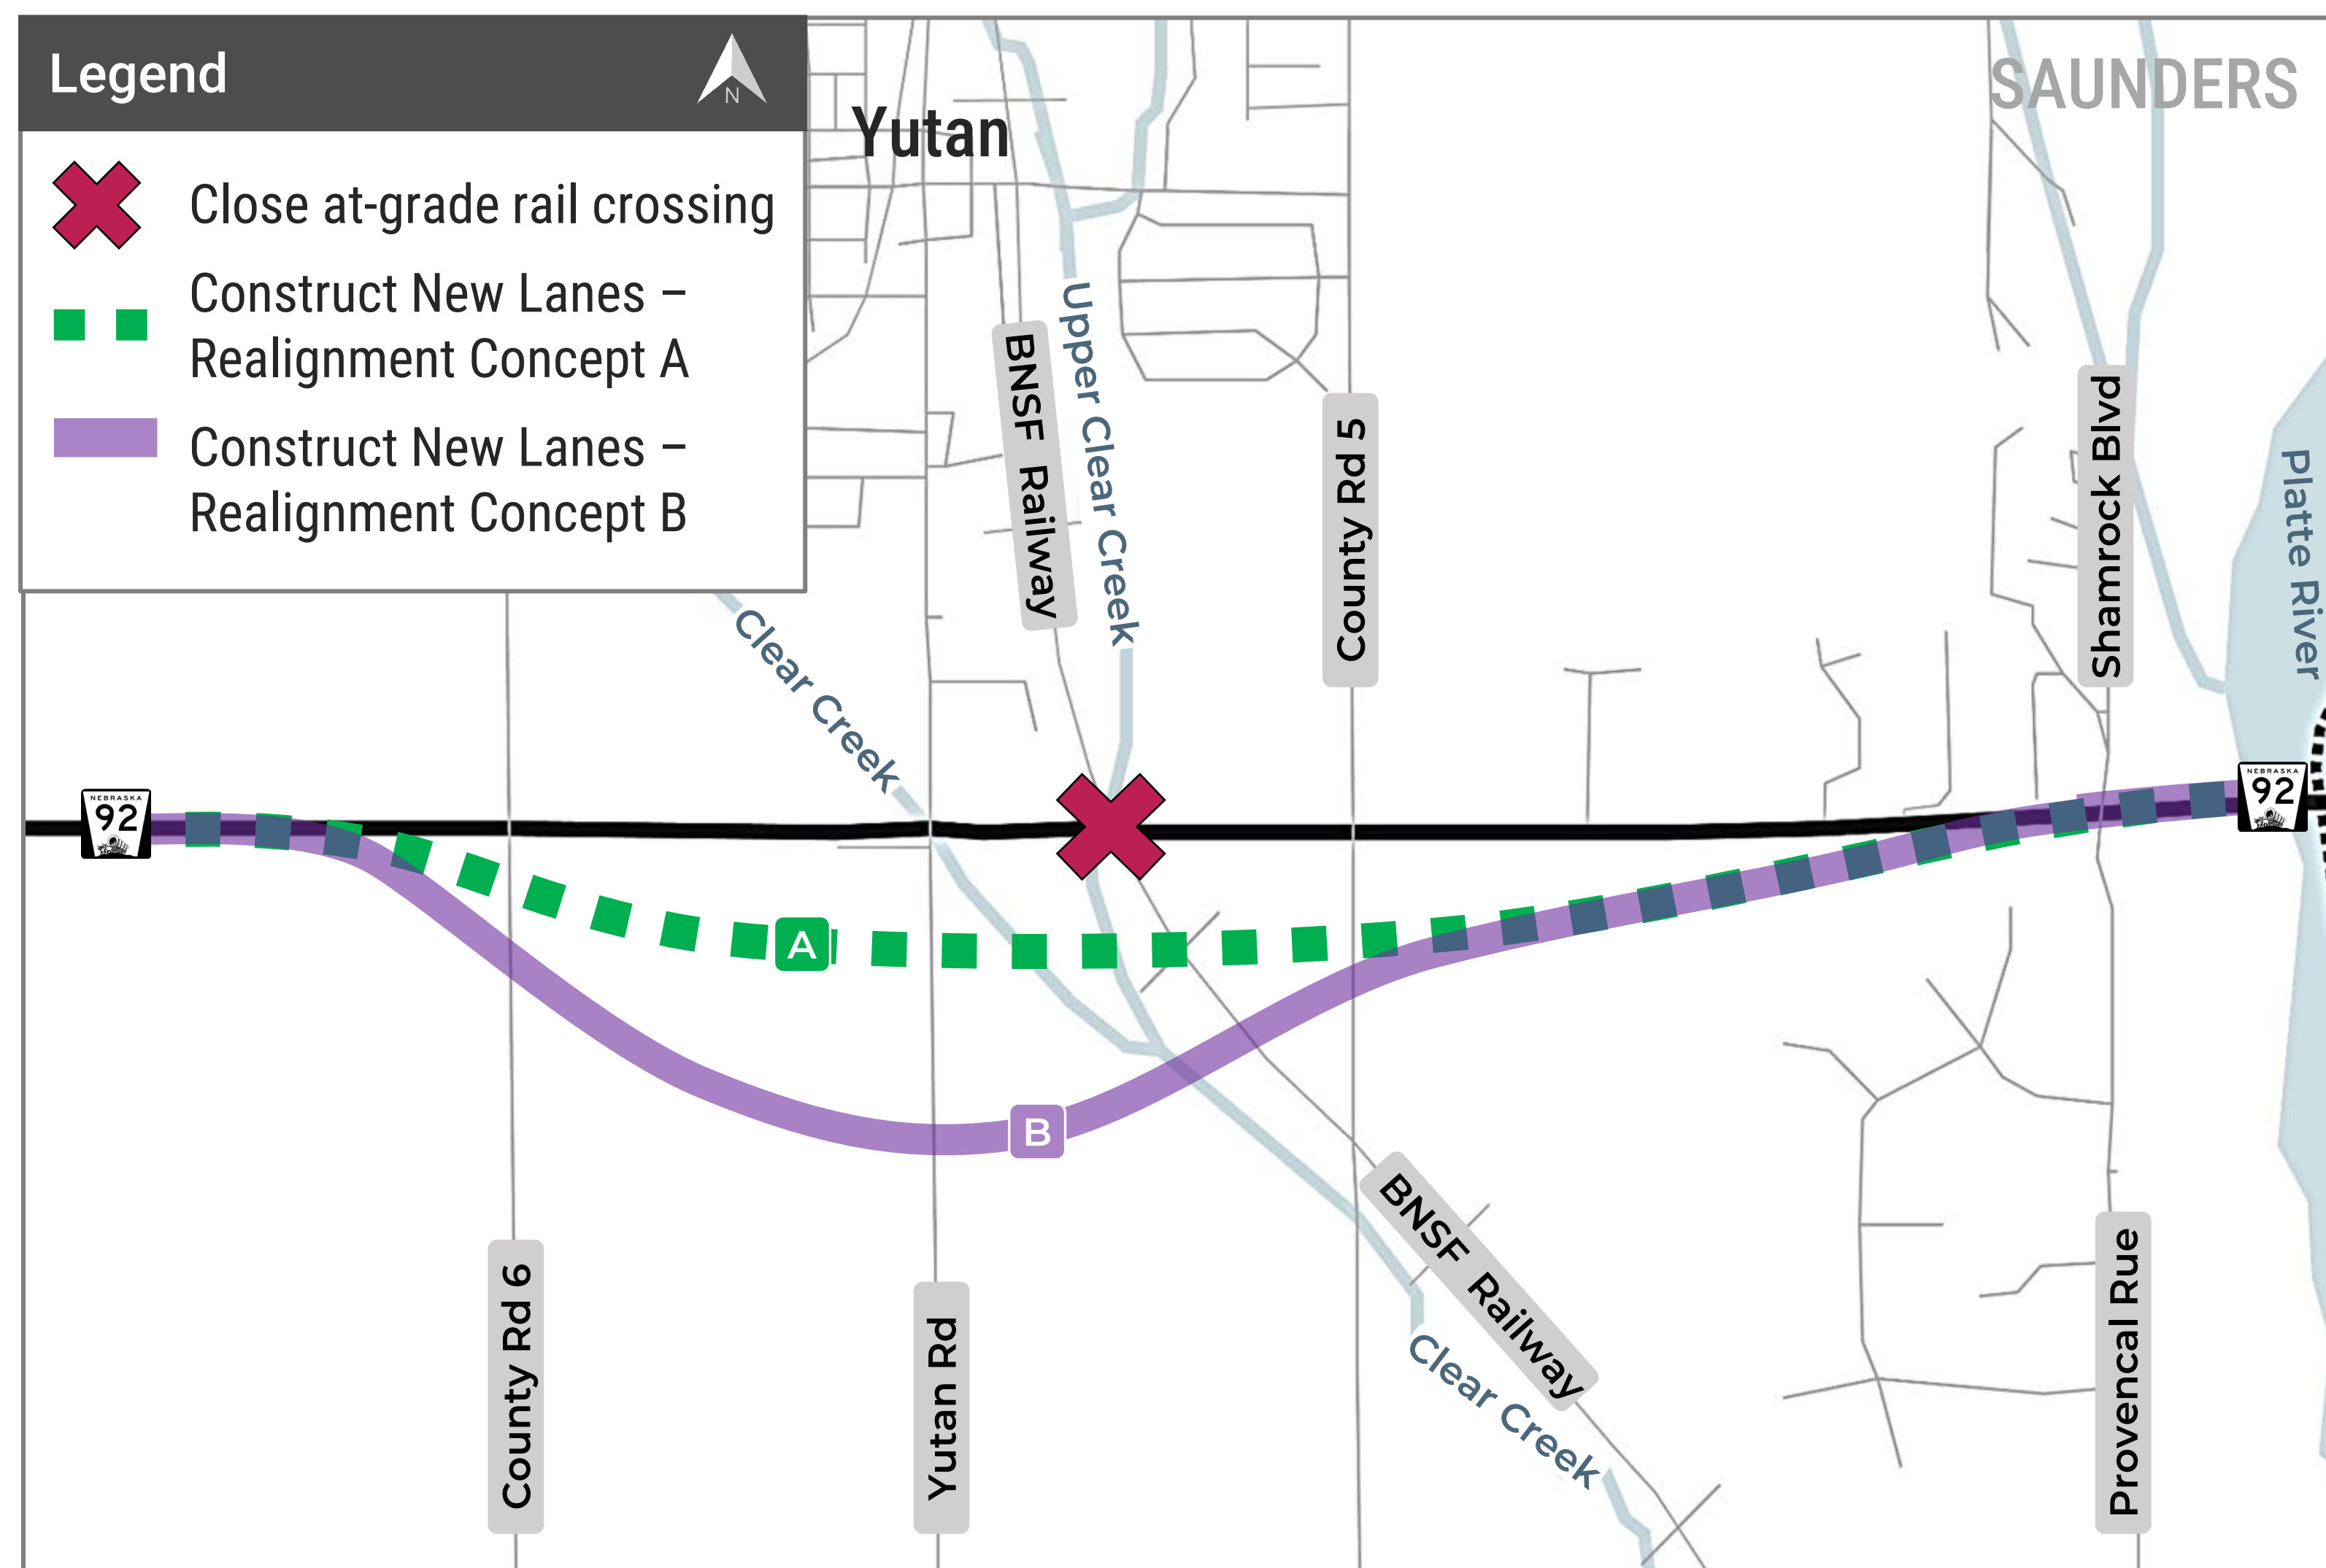 Legend
N
Close at-grade rail crossing
Construct New Lanes –
Realignment Concept A
Construct New Lanes –
Realignment Concept B
Yutan
SAUNDERS
BNSF Railway
Upper Clear Creek
County Rd 5
Shamrock Blvd
Platte River
Clear Creek
NEBRASKA
92
NEBRASKA
92
A
B
BNSF Railway
Clear Creek
County Rd 6
Yutan Rd
Provencal Rue